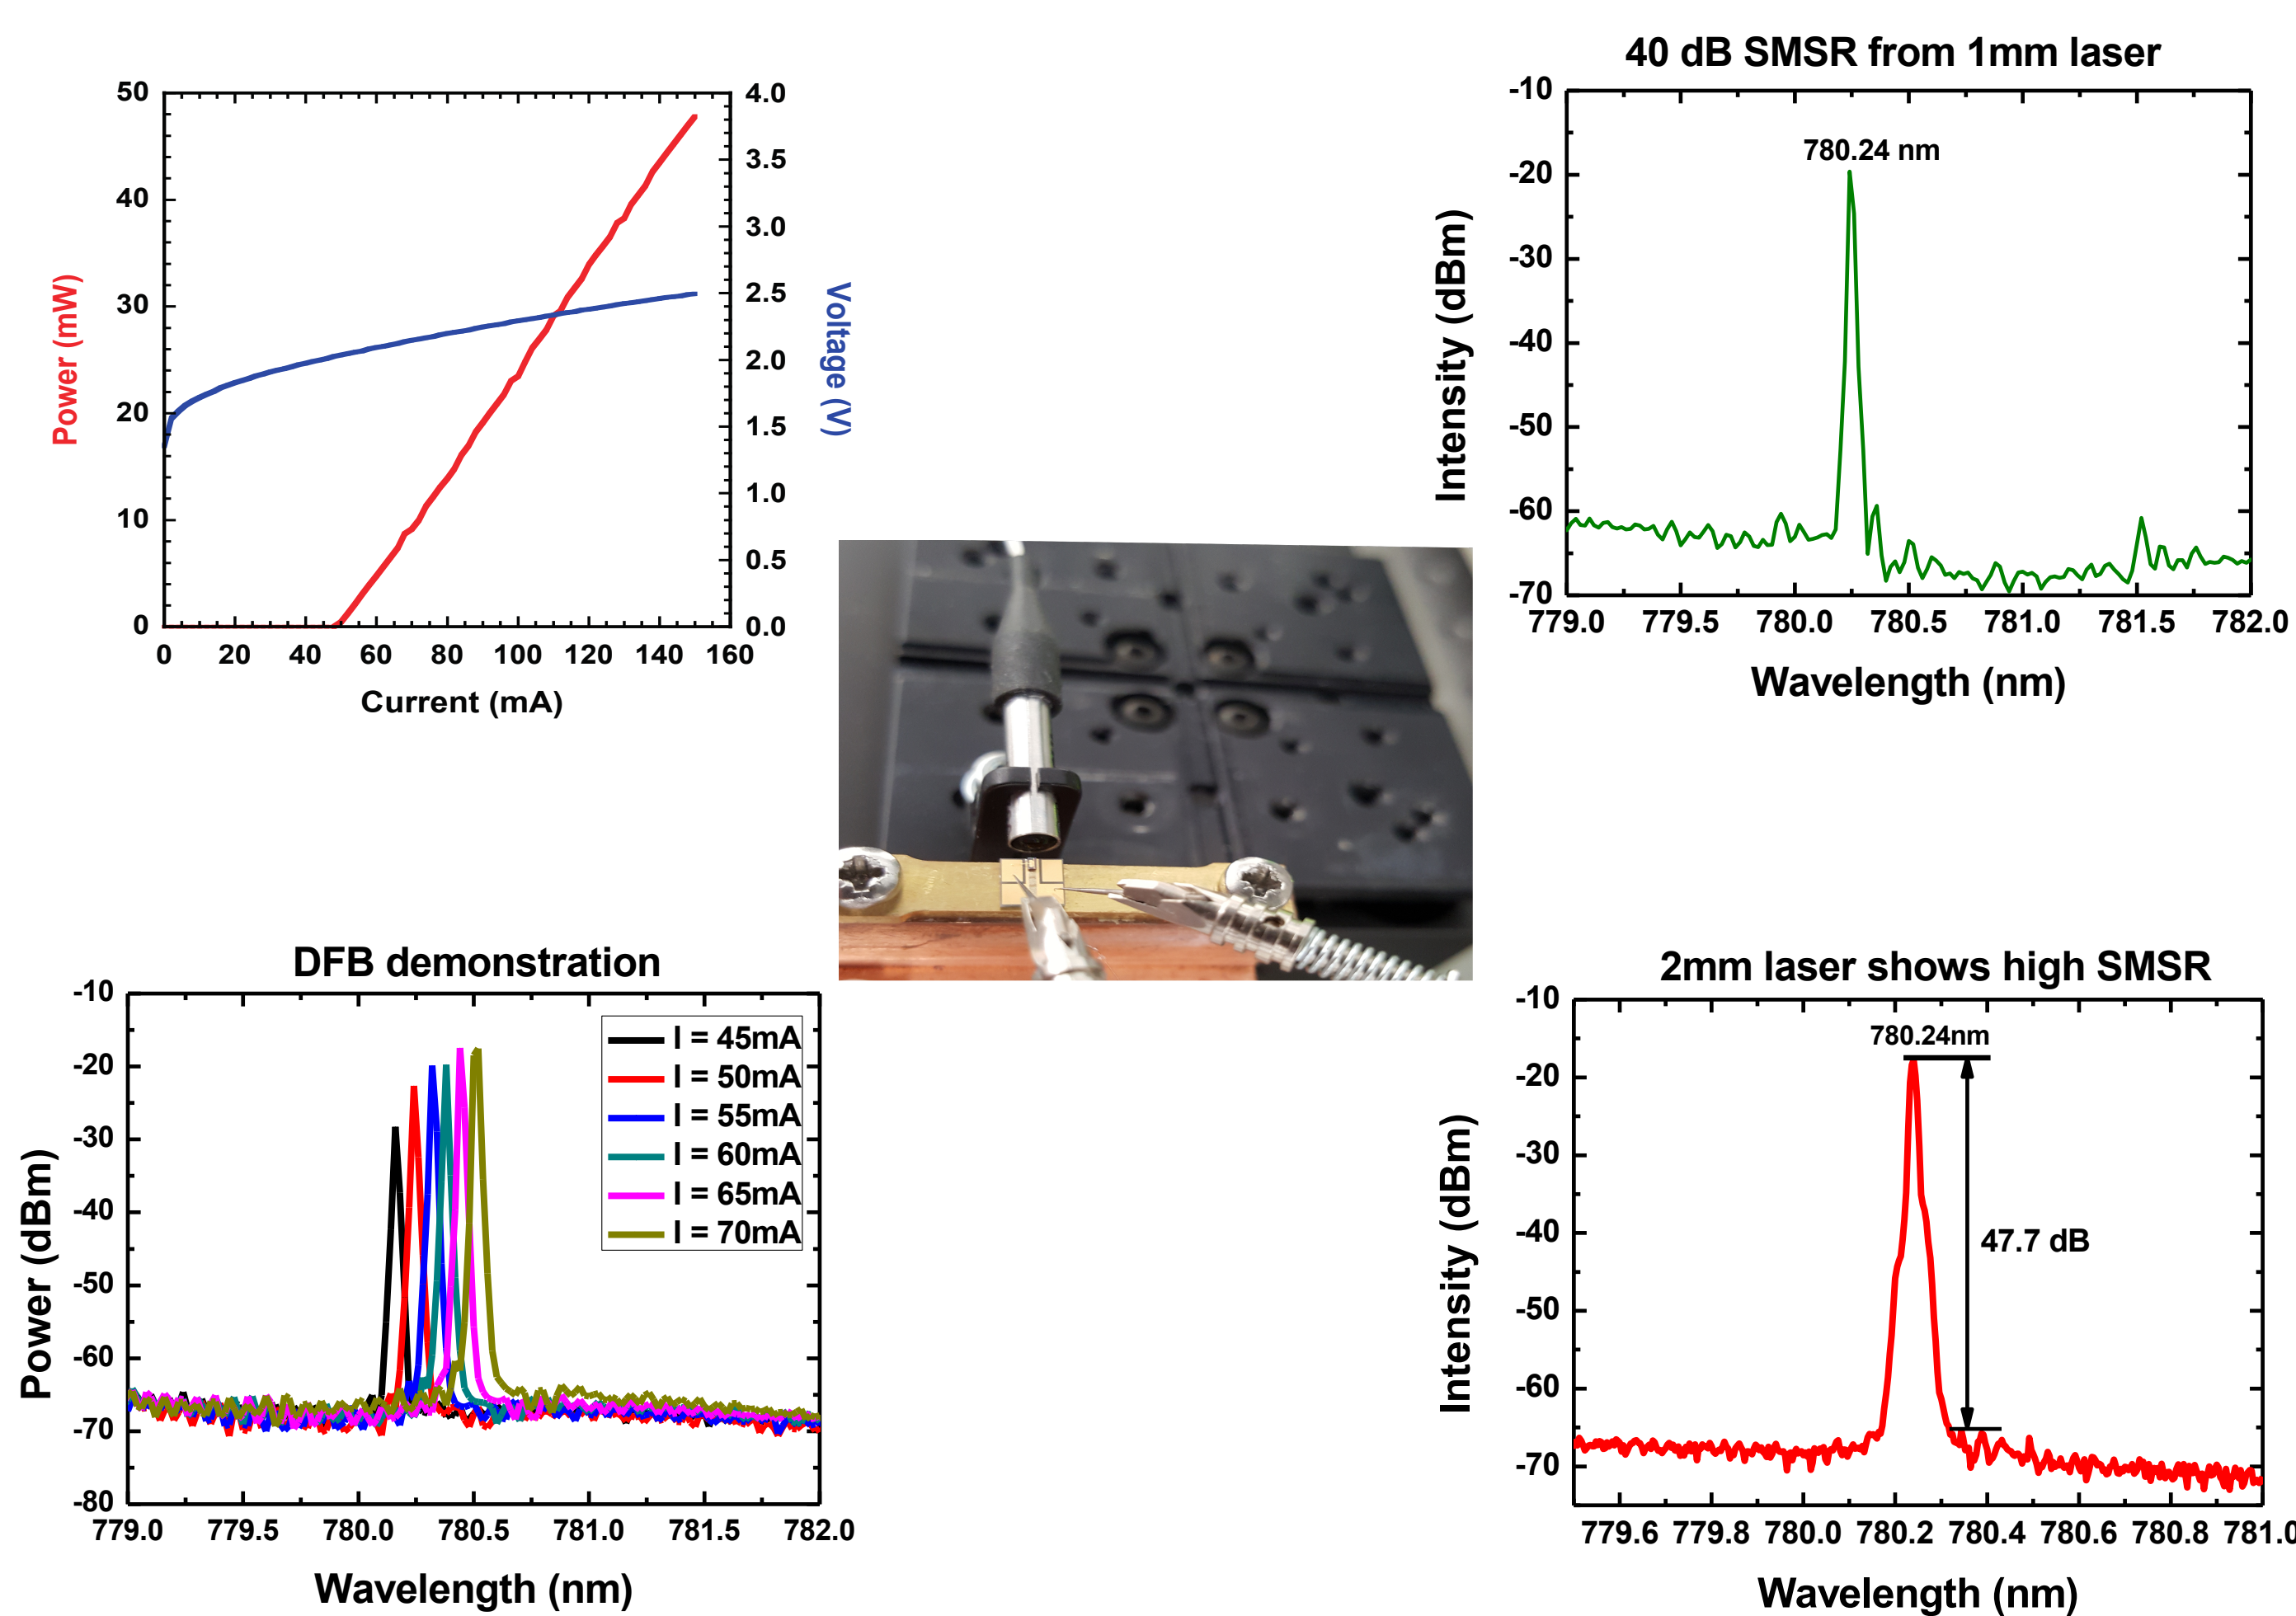 50
40
30
20
10
0
Power (mW)
4.0
3.5
3.0
2.5
2.0
1.5
1.0
0.5
0.0
Voltage (V)
0 20 40 60 80 100 120 140 160
Current (mA)
40 dB SMSR from 1mm laser
-10
-20
-30
-40
-50
-60
-70
Intensity (dBm)
780.24 nm
779.0 779.5 780.0 780.5 781.0 781.5 782.0
Wavelength (nm)
DFB demonstration
-10
-20
-30
-40
-50
-60
-70
-80
Power (dBm)
I = 45mA
I = 50mA
I = 55mA
I = 60mA
I = 65mA
I = 70mA
779.0 779.5 780.0 780.5 781.0 781.5 782.0
Wavelength (nm)
2mm laser shows high SMSR
-10
-20
-30
-40
-50
-60
-70
Intensity (dBm)
780.24nm
47.7 dB
779.6 779.8 780.0 780.2 780.4 780.6 780.8 781.0
Wavelength (nm)